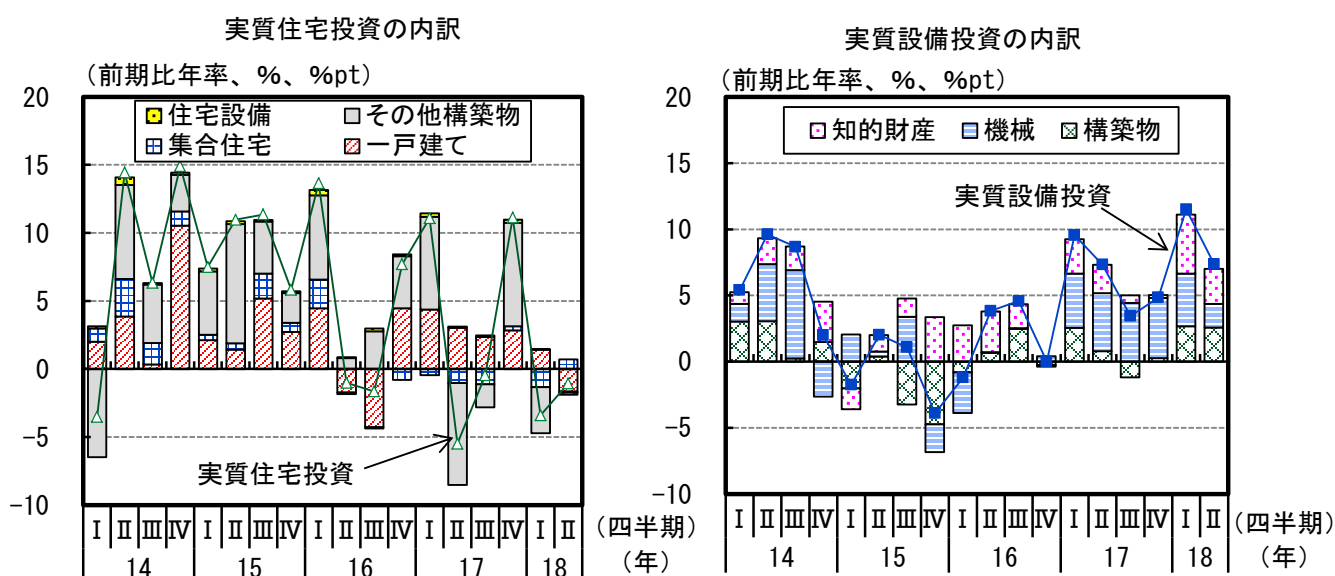 実質住宅投資の内訳
(前期比年率、%、%pt)
20
15
10
5
0
-5
-10
住宅設備
その他構築物
集合住宅
一戸建て
実質住宅投資
Ⅰ Ⅱ Ⅲ Ⅳ Ⅰ Ⅱ Ⅲ Ⅳ Ⅰ Ⅱ Ⅲ Ⅳ Ⅰ Ⅱ Ⅲ Ⅳ Ⅰ Ⅱ (四半期)
14 15 16 17 18 (年)
実質設備投資の内訳
(前期比年率、%、%pt)
20
15
10
5
0
-5
-10
知的財産 機械 構築物
実質設備投資
Ⅰ Ⅱ Ⅲ Ⅳ Ⅰ Ⅱ Ⅲ Ⅳ Ⅰ Ⅱ Ⅲ Ⅳ Ⅰ Ⅱ Ⅲ Ⅳ Ⅰ Ⅱ (四半期)
14 15 16 17 18 (年)